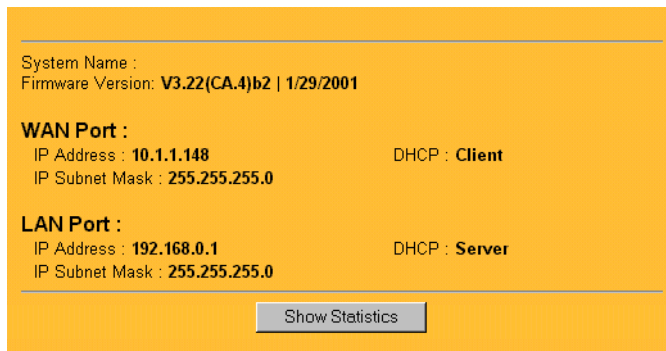 System Name :
Firmware Version: V3.22(CA.4)b2 | 1/29/2001
WAN Port :
IP Address : 10.1.1.148 DHCP : Client
IP Subnet Mask : 255.255.255.0
LAN Port :
IP Address : 192.168.0.1 DHCP : Server
IP Subnet Mask : 255.255.255.0
Show Statistics